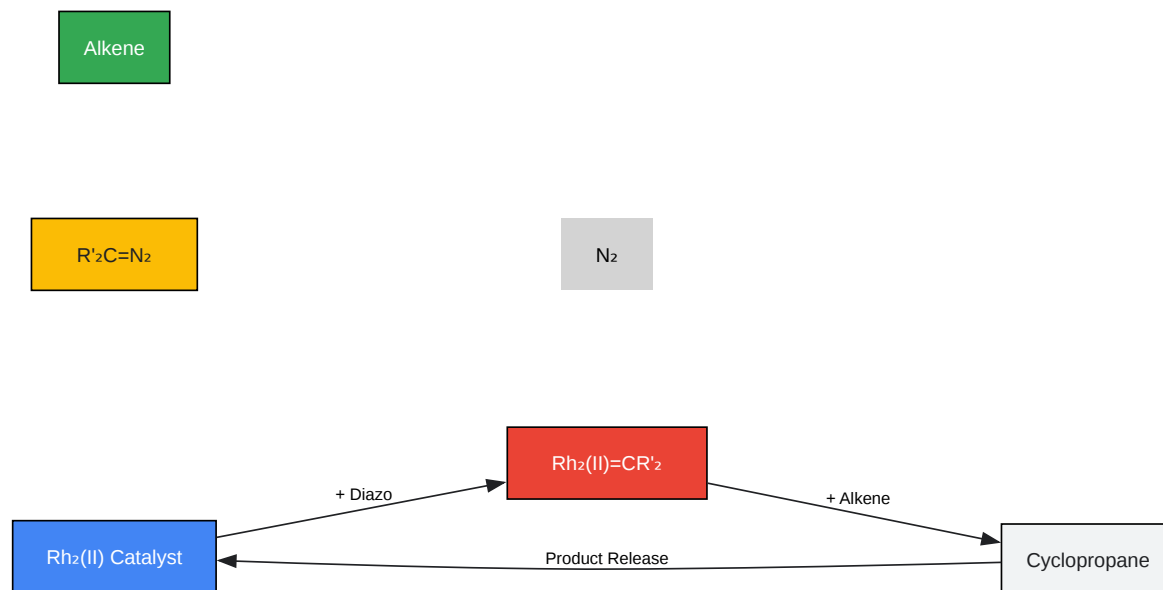 Alkene
R'₂C=N₂
N₂
Rh₂(II)=CR'₂
+ Diazo
+ Alkene
Rh₂(II) Catalyst
Product Release
Cyclopropane